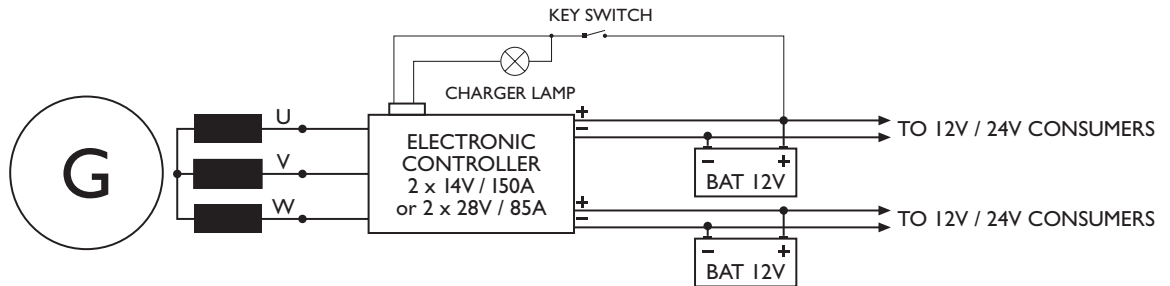 KEY SWITCH
CHARGER LAMP
G
U
V
W
ELECTRONIC
CONTROLLER
2 x 14V / 150A
or 2 x 28V / 85A
+
−
TO 12V / 24V CONSUMERS
− +
BAT 12V
+
−
TO 12V / 24V CONSUMERS
− +
BAT 12V